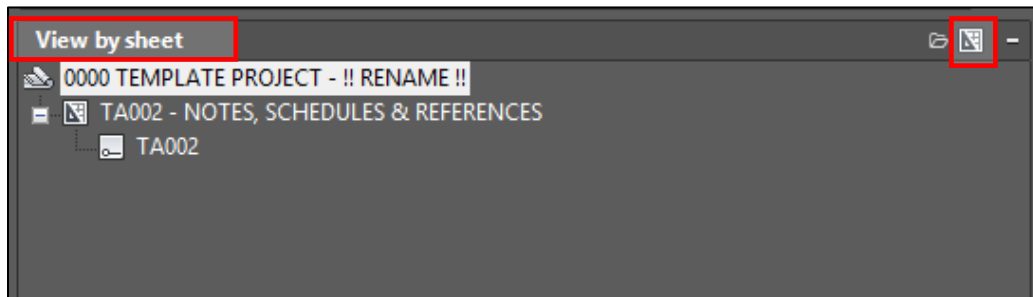 View by sheet
0000 TEMPLATE PROJECT - !! RENAME !!
TA002 - NOTES, SCHEDULES & REFERENCES
TA002